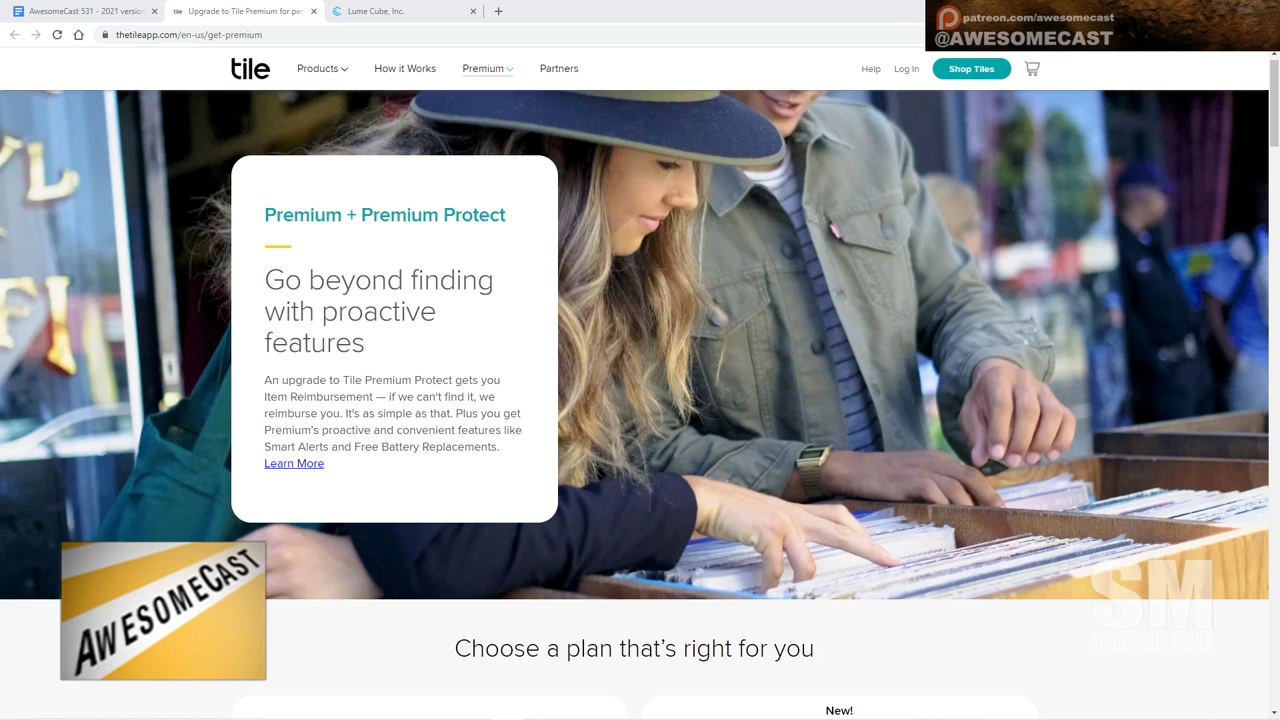 AwesomeCast 531 - 2021 version
tile Upgrade to Tile Premium for per
Lume Cube, Inc.
patreon.com/awesomecast
@AWESOMECAST
thetileapp.com/en-us/get-premium
tile
Products
How it Works
Premium
Partners
Help
Log In
Shop Tiles
Premium + Premium Protect
Go beyond finding
with proactive
features
An upgrade to Tile Premium Protect gets you
Item Reimbursement — if we can't find it, we
reimburse you. It's as simple as that. Plus you get
Premium's proactive and convenient features like
Smart Alerts and Free Battery Replacements.
Learn More
AWESOMECAST
SM
Choose a plan that's right for you
New!